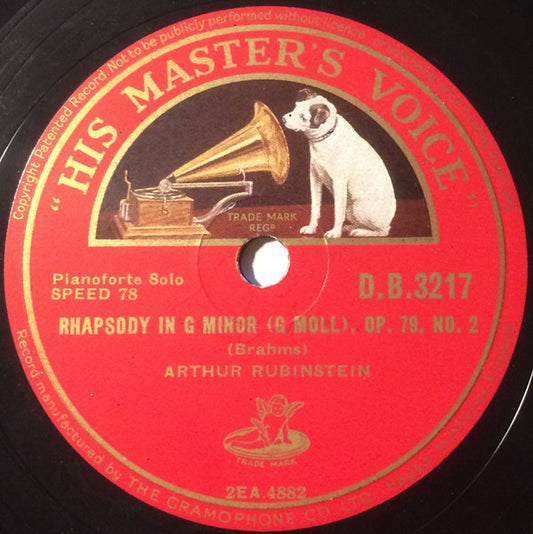 Copyright. Patented Record. Not to be publicly performed without licence.
"HIS MASTER'S VOICE"
TRADE MARK
REGD
Pianoforte Solo
SPEED 78
D.B.3217
RHAPSODY IN G MINOR (G MOLL), OP. 79, NO. 2
(Brahms)
ARTHUR RUBINSTEIN
TRADE MARK
2EA.4882
Record manufactured by THE GRAMOPHONE CO. LTD.